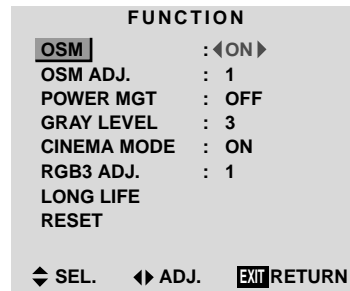 FUNCTION
OSM : ON
OSM ADJ. : 1
POWER MGT : OFF
GRAY LEVEL : 3
CINEMA MODE : ON
RGB3 ADJ. : 1
LONG LIFE
RESET
SEL. ADJ. EXIT RETURN